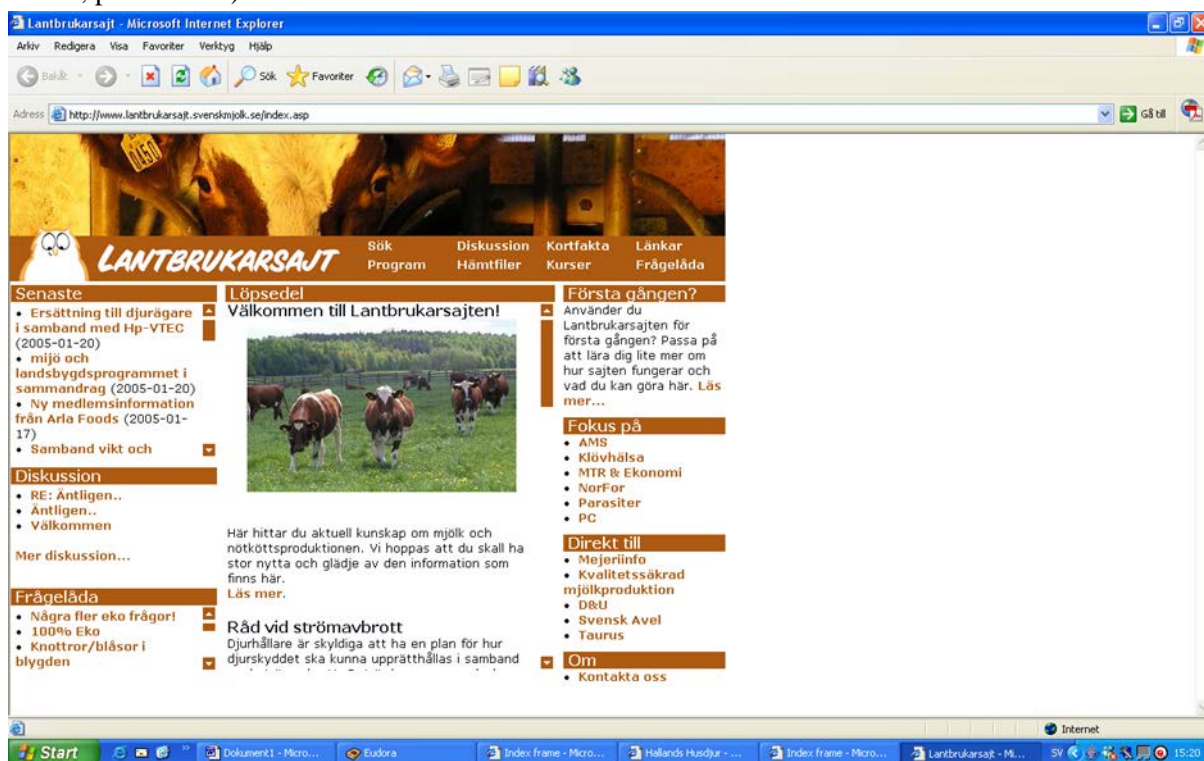 Lantbrukarsajt - Microsoft Internet Explorer
Arkiv Redigera Visa Favoriter Verktyg Hjälp
Bakåt Sök Favoriter
Adress http://www.lantbrukarsajt.svenskmjolk.se/index.asp Gå till
0450
LANTBRUKARSAJT
Sök Diskussion Kortfakta Länkar
Program Hämtfiler Kurser Frågelåda
Senaste
• Ersättning till djurägare
i samband med Hp-VTEC
(2005-01-20)
• mijö och
landsbygdsprogrammet i
sammandrag (2005-01-20)
• Ny medlemsinformation
från Arla Foods (2005-01-
17)
• Samband vikt och
Diskussion
• RE: Äntligen..
• Äntligen..
• Välkommen
Mer diskussion...
Frågelåda
• Några fler eko frågor!
• 100% Eko
• Knottror/blåsor i
blygden
Löpsedel
Välkommen till Lantbrukarsajten!
Här hittar du aktuell kunskap om mjölk och
nötköttsproduktionen. Vi hoppas att du skall ha
stor nytta och glädje av den information som
finns här.
Läs mer.
Råd vid strömavbrott
Djurhållare är skyldiga att ha en plan för hur
djurskyddet ska kunna upprätthållas i samband
Första gången?
Använder du
Lantbrukarsajten för
första gången? Passa på
att lära dig lite mer om
hur sajten fungerar och
vad du kan göra här. Läs
mer...
Fokus på
• AMS
• Klövhälsa
• MTR & Ekonomi
• NorFor
• Parasiter
• PC
Direkt till
• Mejeriinfo
• Kvalitetssäkrad
mjölkproduktion
• D&U
• Svensk Avel
• Taurus
Om
• Kontakta oss
Internet
Start Dokument1 - Micro... Eudora Index frame - Micro... Hallands Husdjur - ... Index frame - Micro... Lantbrukarsajt - Mi... SV 15:20